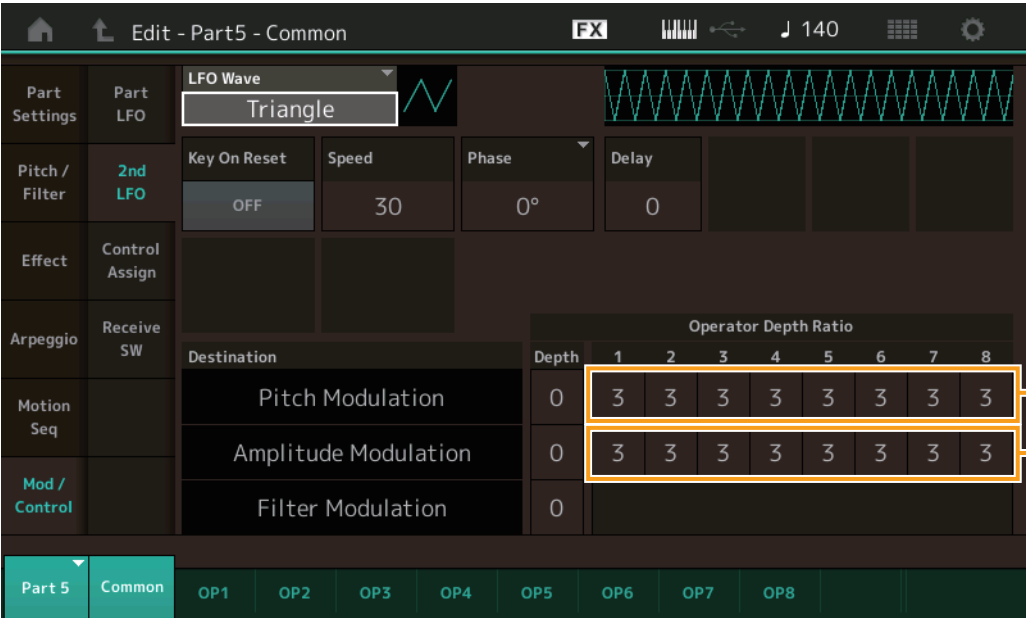 Edit - Part5 - Common
FX
♩ 140
Part
Settings
Part
LFO
LFO Wave
Triangle
Pitch /
Filter
2nd
LFO
Key On Reset
OFF
Speed
30
Phase
0°
Delay
0
Effect
Control
Assign
Arpeggio
Receive
SW
Operator Depth Ratio
Destination Depth 1 2 3 4 5 6 7 8
Pitch Modulation 0 3 3 3 3 3 3 3 3
Motion
Seq
Amplitude Modulation 0 3 3 3 3 3 3 3 3
Mod /
Control
Filter Modulation 0
Part 5 Common OP1 OP2 OP3 OP4 OP5 OP6 OP7 OP8